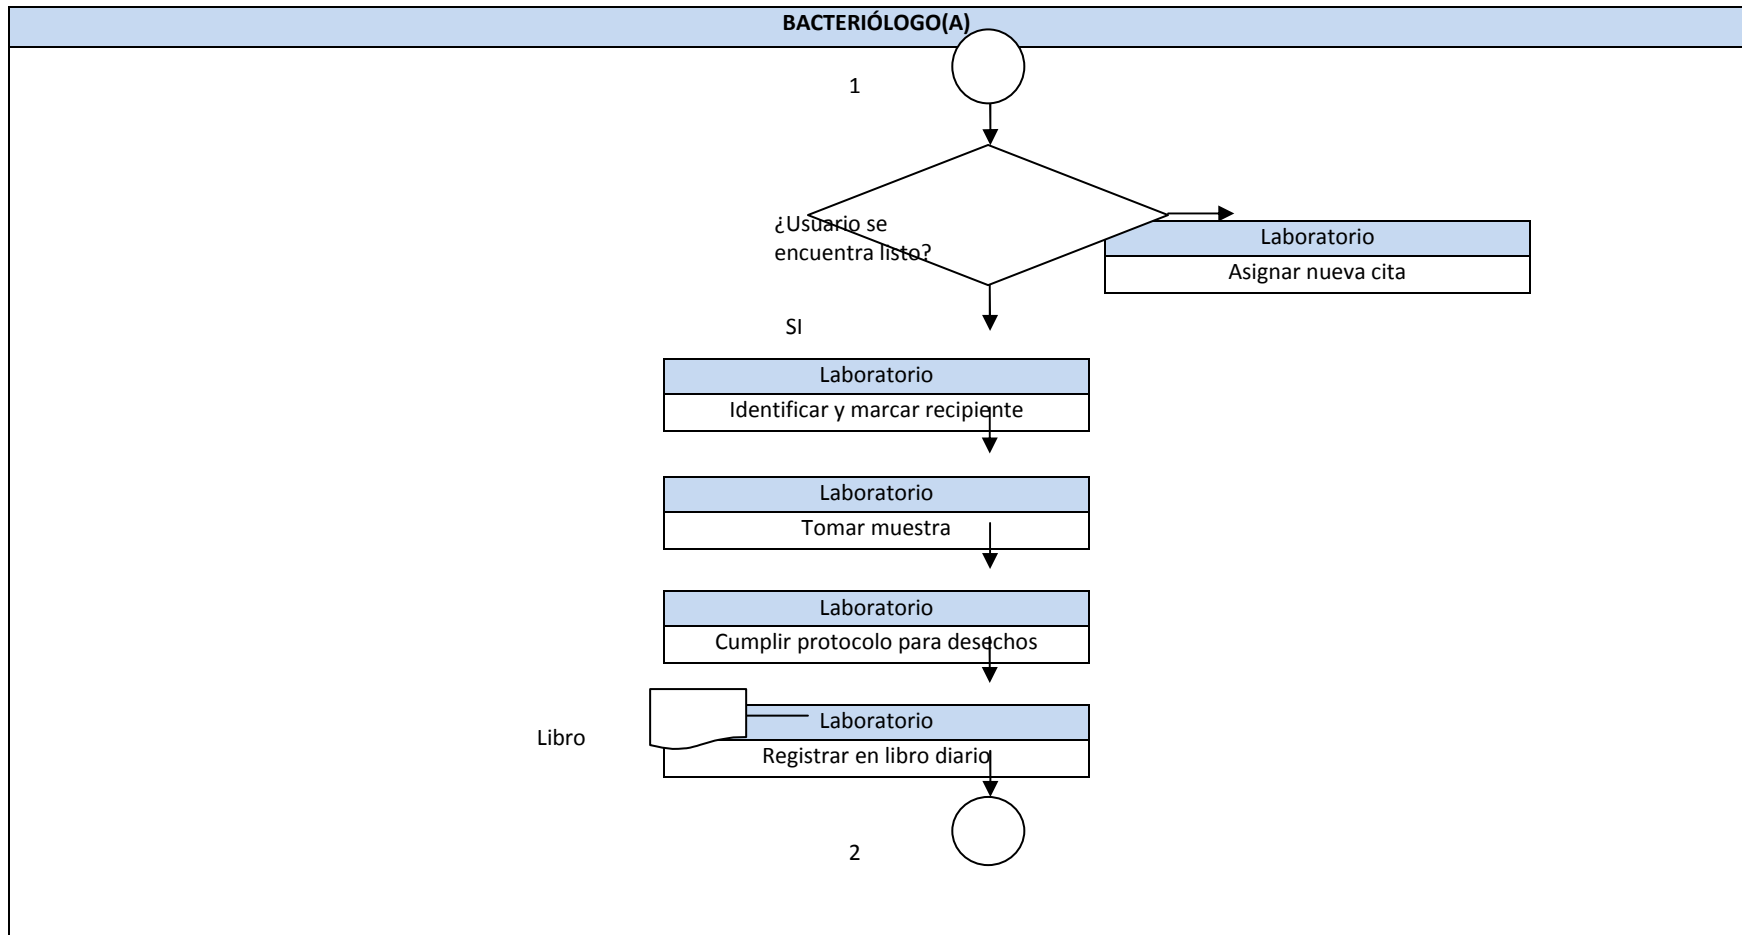 BACTERIÓLOGO(A)
1
¿Usuario se
encuentra listo?
Laboratorio
Asignar nueva cita
SI
Laboratorio
Identificar y marcar recipiente
Laboratorio
Tomar muestra
Laboratorio
Cumplir protocolo para desechos
Libro
Laboratorio
Registrar en libro diario
2